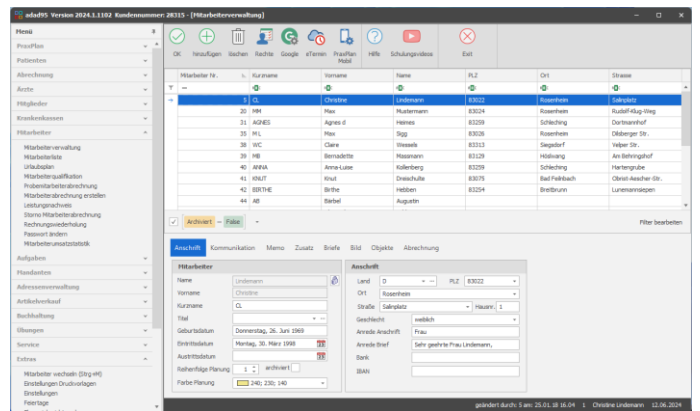 adad95 Version 2024.1.1102 Kundennummer: 28315 - [Mitarbeiterverwaltung]
Menü
PraxPlan
Patienten
Abrechnung
Ärzte
Mitglieder
Krankenkassen
Mitarbeiter
Mitarbeiterverwaltung
Mitarbeiterliste
Urlaubsplan
Mitarbeiterqualifikation
Probemitarbeiterabrechnung
Mitarbeiterabrechnung erstellen
Leistungsnachweis
Storno Mitarbeiterabrechnung
Rechnungswiederholung
Passwort ändern
Mitarbeiterumsatzstatistik
Aufgaben
Mandanten
Adressenverwaltung
Artikelverkauf
Buchhaltung
Übungen
Service
Extras
Mitarbeiter wechseln (Strg+M)
Einstellungen Druckvorlagen
Einstellungen
Feiertage
OK hinzufügen löschen Rechte Google eTermin PraxPlan Mobil Hilfe Schulungsvideos Exit
Mitarbeiter Nr. Kurzname Vorname Name PLZ Ort Strasse
5 CL Christine Lindemann 83022 Rosenheim Salinplatz
20 MM Max Mustermann 83024 Rosenheim Rudolf-Klug-Weg
31 AGNES Agnes d Heimes 83259 Schleching Dortmannhof
35 M L Max Sigg 83026 Rosenheim Dilsberger Str.
38 WC Claire Wessels 83313 Siegsdorf Velper Str.
39 MB Bernadette Massmann 83129 Höslwang Am Behringshof
40 ANNA Anna-Luise Kollenberg 83259 Schleching Hartengrube
41 KNUT Knut Dreischulte 83075 Bad Feilnbach Obrist-Aescher-Str.
42 BIRTHE Birthe Hebben 83254 Breitbrunn Lunemannsiepen
44 AB Bärbel Augustin
Archiviert = False
Filter bearbeiten
Anschrift Kommunikation Memo Zusatz Briefe Bild Objekte Abrechnung
Mitarbeiter
Name Lindemann
Vorname Christine
Kurzname CL
Titel
Geburtsdatum Donnerstag, 26. Juni 1969
Eintrittsdatum Montag, 30. März 1998
Austrittsdatum
Reihenfolge Planung 1 archiviert
Farbe Planung 240; 230; 140
Anschrift
Land D PLZ 83022
Ort Rosenheim
Straße Salinplatz Hausnr. 1
Geschlecht weiblich
Anrede Anschrift Frau
Anrede Brief Sehr geehrte Frau Lindemann,
Bank
IBAN
geändert durch: 5 am: 25.01.18 16.04 1 Christine Lindemann 12.06.2024